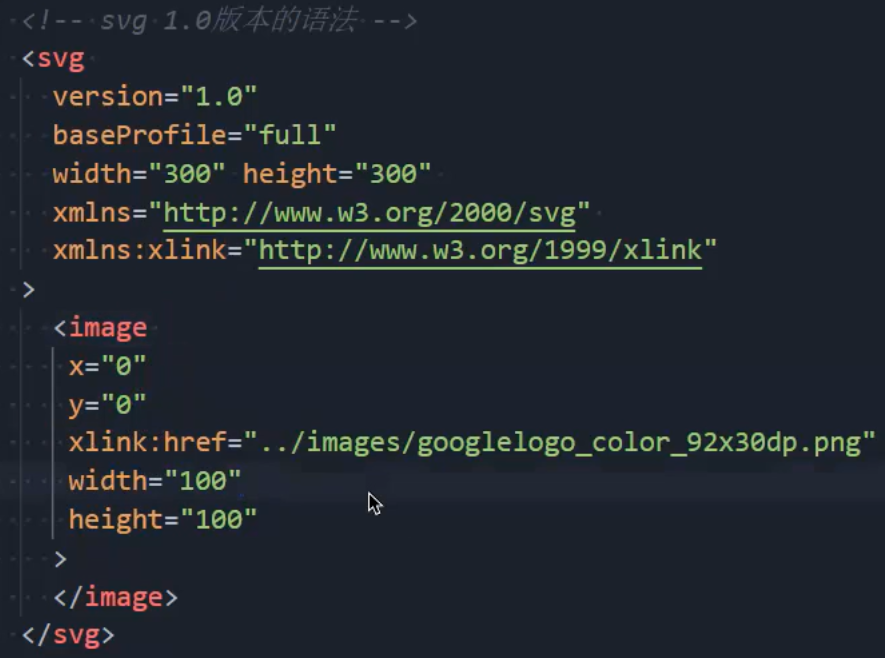 <!-- svg 1.0版本的语法 -->
<svg
version="1.0"
baseProfile="full"
width="300" height="300"
xmlns="http://www.w3.org/2000/svg"
xmlns:xlink="http://www.w3.org/1999/xlink"
>
<image
x="0"
y="0"
xlink:href="../images/googlelogo_color_92x30dp.png"
width="100"
height="100"
>
</image>
</svg>